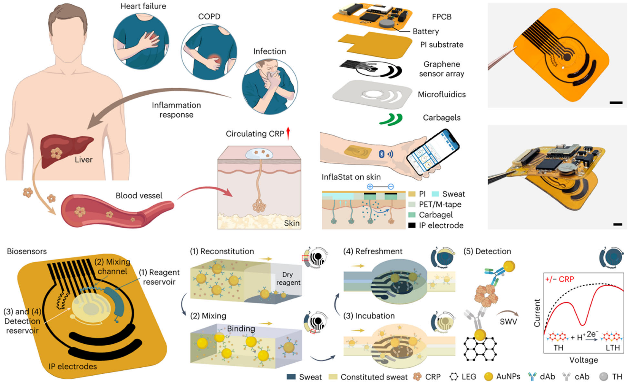 Heart failure
COPD
Infection
Inflammation
response
Liver
Blood vessel
Circulating CRP
Skin
FPCB
Battery
PI substrate
Graphene
sensor array
Microfluidics
Carbagels
InflaStat on skin
PI
Sweat
PET/M-tape
Carbagel
IP electrode
Biosensors
(2) Mixing
channel
(1) Reagent
reservoir
(3) and (4)
Detection
reservoir
IP electrodes
(1) Reconstitution
Dry
reagent
(2) Mixing
Binding
(4) Refreshment
(3) Incubation
(5) Detection
SWV
+/− CRP
Current
TH
+ H⁺
2e⁻
LTH
Voltage
Sweat
Constituted sweat
CRP
LEG
AuNPs
dAb
cAb
TH